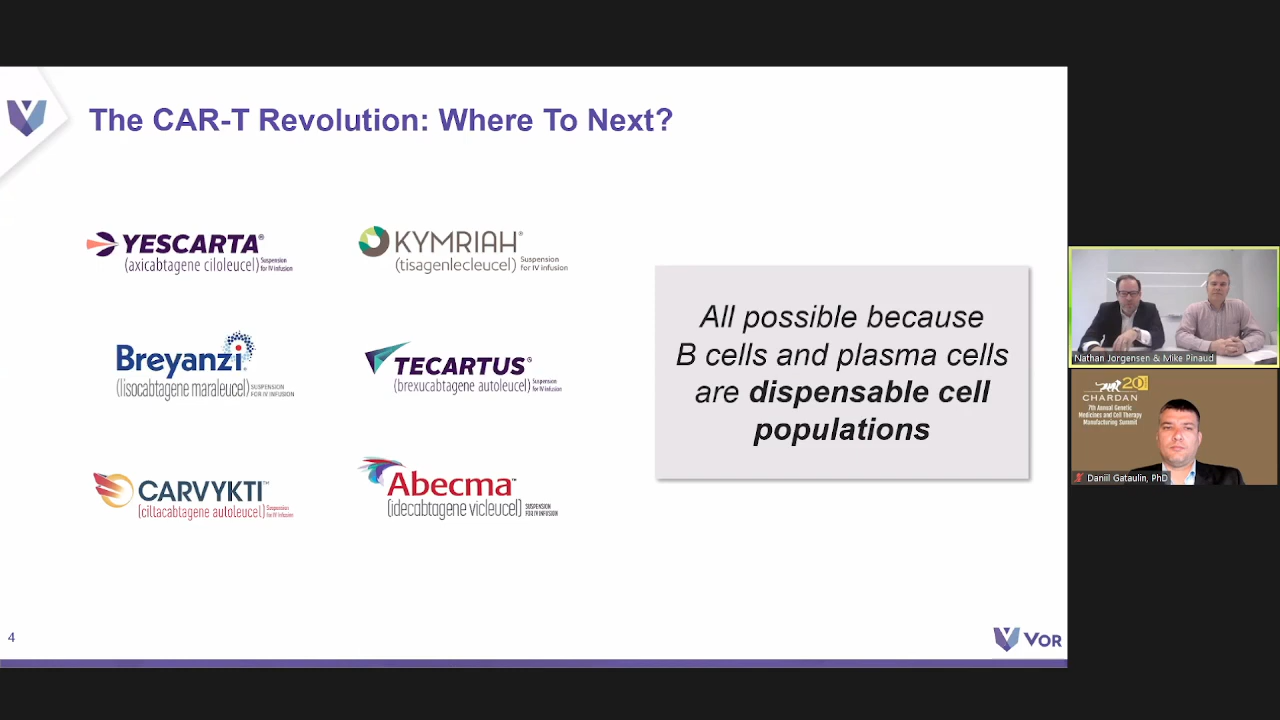 The CAR-T Revolution: Where To Next?
YESCARTA®
(axicabtagene ciloleucel) Suspension
for IV infusion
KYMRIAH®
(tisagenlecleucel) Suspension
for IV infusion
Breyanzi®
(lisocabtagene maraleucel) SUSPENSION
FOR IV INFUSION
TECARTUS®
(brexucabtagene autoleucel) Suspension
for IV infusion
CARVYKTI™
(ciltacabtagene autoleucel) Suspension
for IV infusion
Abecma™
(idecabtagene vicleucel) SUSPENSION
FOR IV INFUSION
All possible because
B cells and plasma cells
are dispensable cell
populations
4
VOR
Nathan Jorgensen & Mike Pinaud
CHARDAN
7th Annual Genetic
Medicines and Cell Therapy
Manufacturing Summit
Daniil Gataulin, PhD